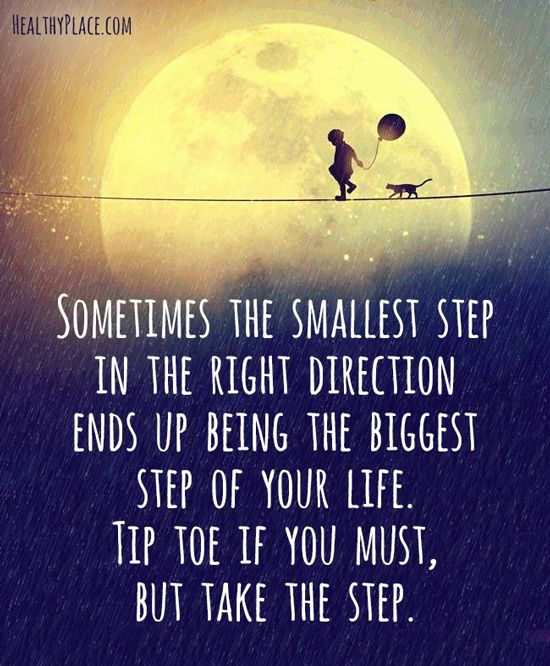 HEALTHYPLACE.COM
SOMETIMES THE SMALLEST STEP
IN THE RIGHT DIRECTION
ENDS UP BEING THE BIGGEST
STEP OF YOUR LIFE.
TIP TOE IF YOU MUST,
BUT TAKE THE STEP.